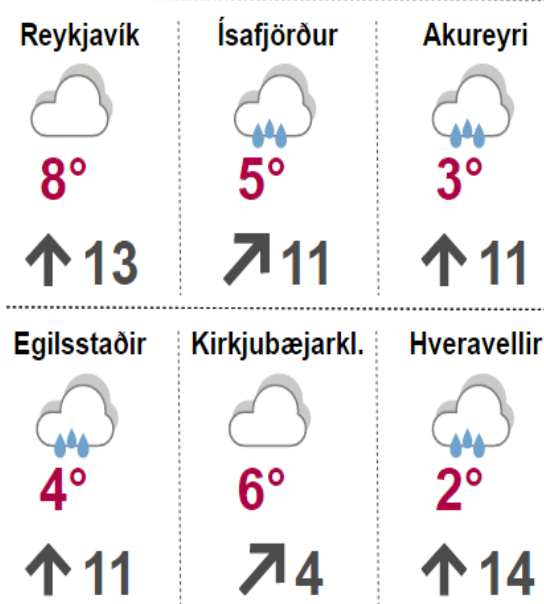 Reykjavík Ísafjörður Akureyri
8° 5° 3°
13 11 11
Egilsstaðir Kirkjubæjarkl. Hveravellir
4° 6° 2°
11 4 14